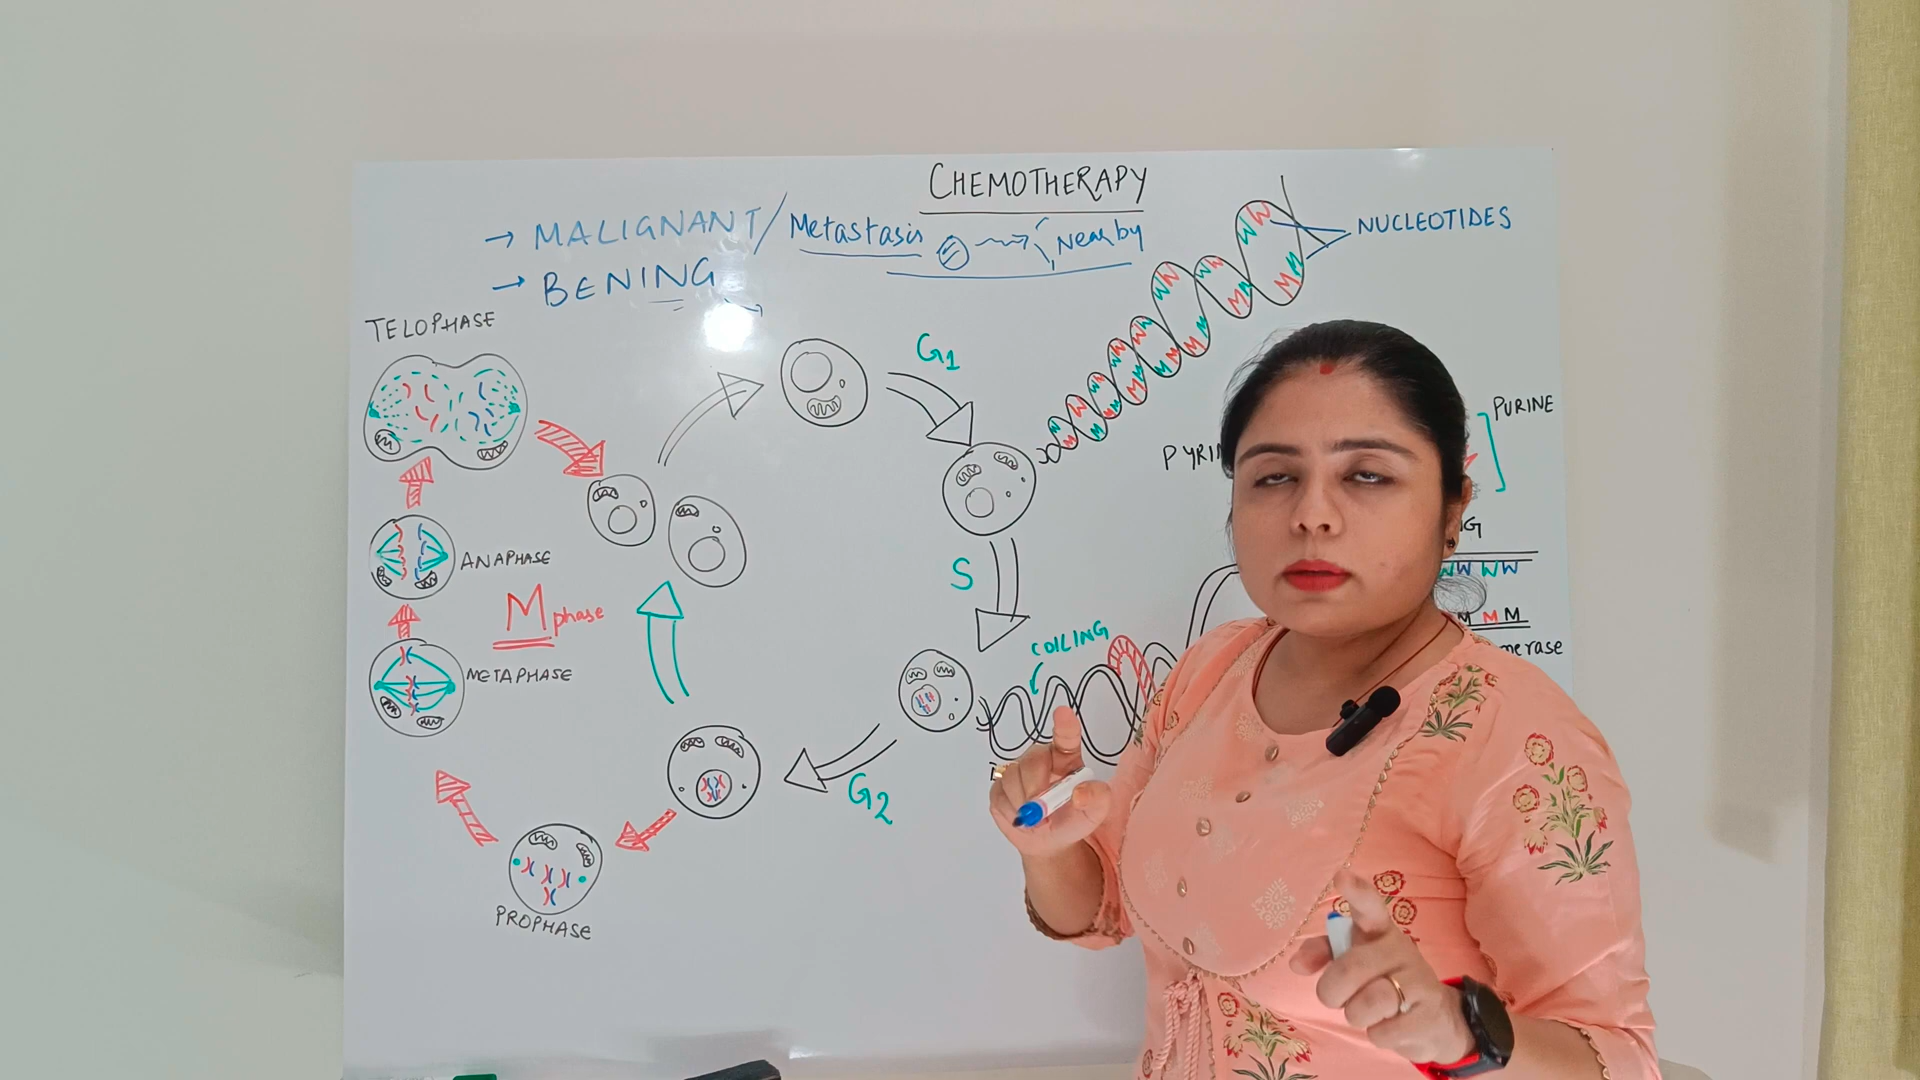 CHEMOTHERAPY
→ MALIGNANT/ Metastasis Nearby
→ BENING
NUCLEOTIDES
TELOPHASE
G1
PURINE
ANAPHASE
M phase
S
METAPHASE
COILING
G2
PROPHASE